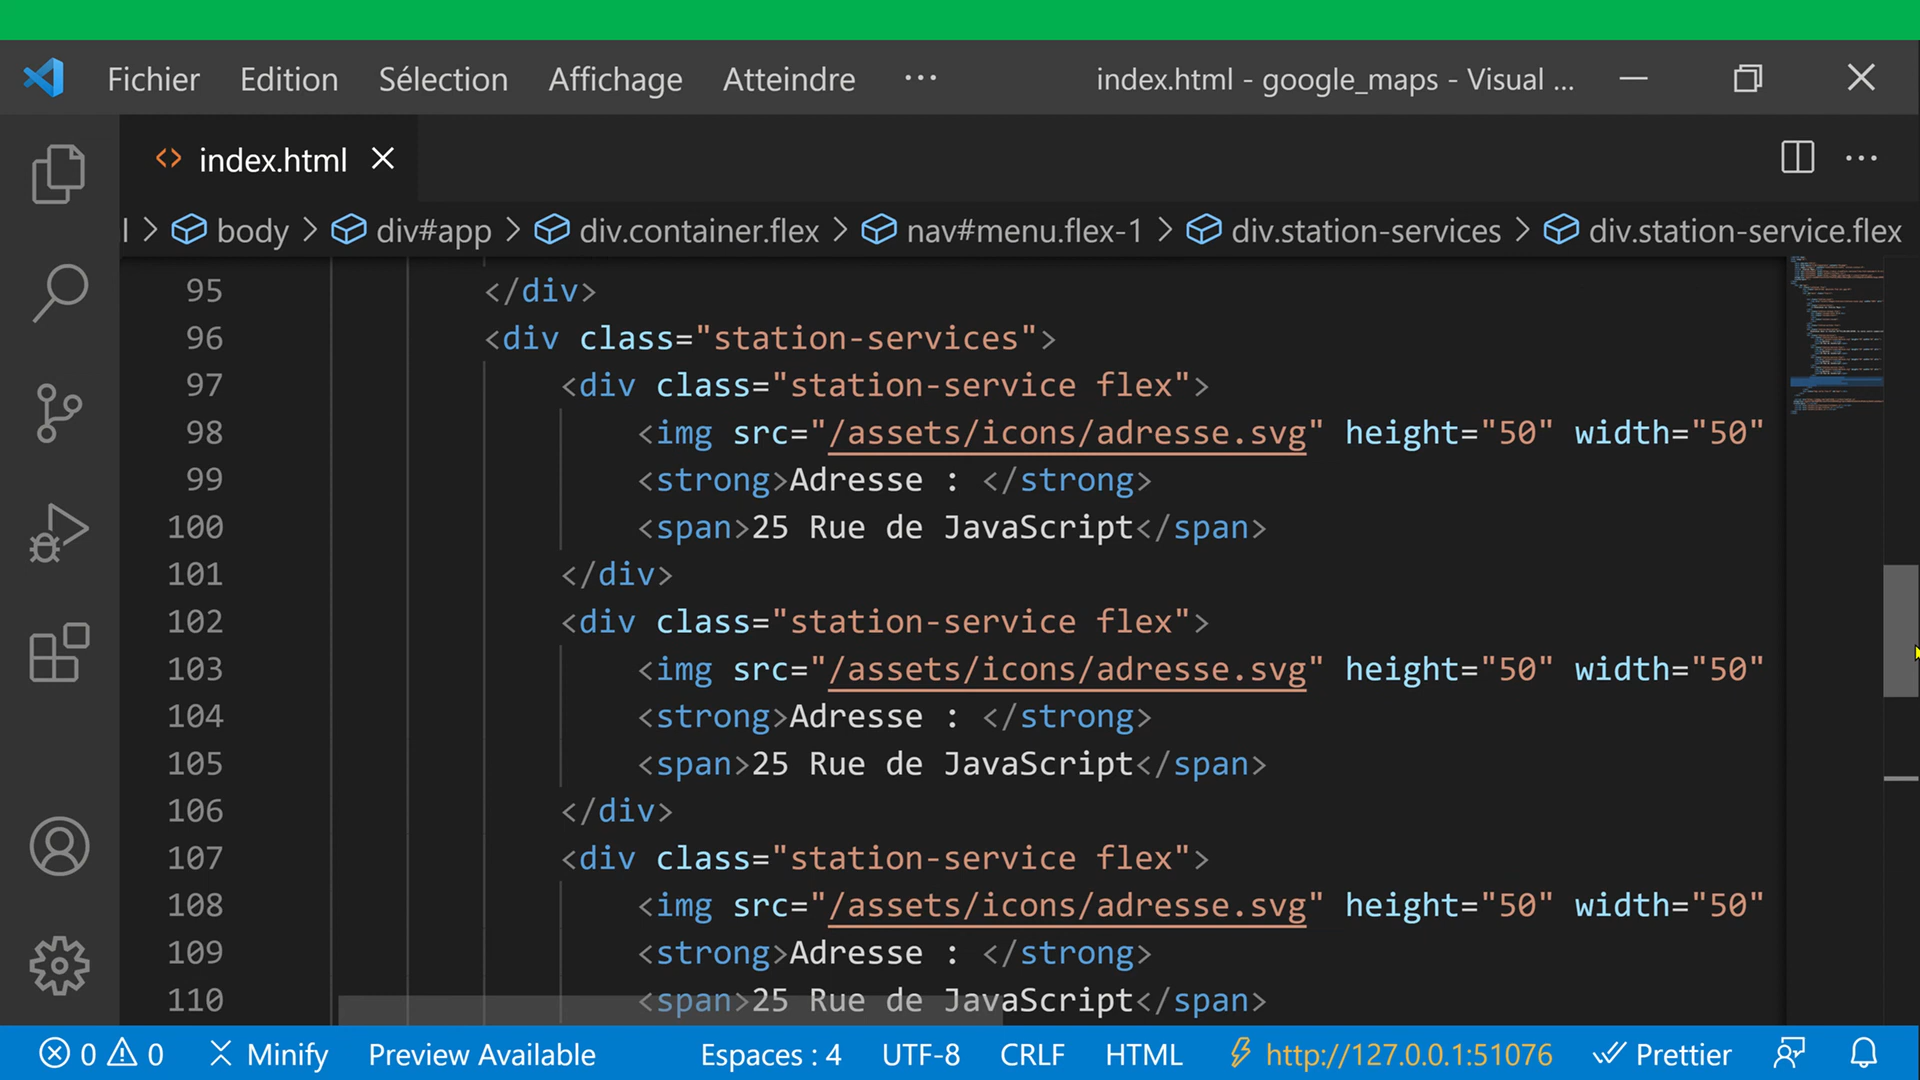 Fichier Edition Sélection Affichage Atteindre ··· index.html - google_maps - Visual ...
index.html
l > body > div#app > div.container.flex > nav#menu.flex-1 > div.station-services > div.station-service.flex
95 </div>
96 <div class="station-services">
97 <div class="station-service flex">
98 <img src="/assets/icons/adresse.svg" height="50" width="50"
99 <strong>Adresse : </strong>
100 <span>25 Rue de JavaScript</span>
101 </div>
102 <div class="station-service flex">
103 <img src="/assets/icons/adresse.svg" height="50" width="50"
104 <strong>Adresse : </strong>
105 <span>25 Rue de JavaScript</span>
106 </div>
107 <div class="station-service flex">
108 <img src="/assets/icons/adresse.svg" height="50" width="50"
109 <strong>Adresse : </strong>
110 <span>25 Rue de JavaScript</span>
0 0 Minify Preview Available Espaces : 4 UTF-8 CRLF HTML http://127.0.0.1:51076 Prettier